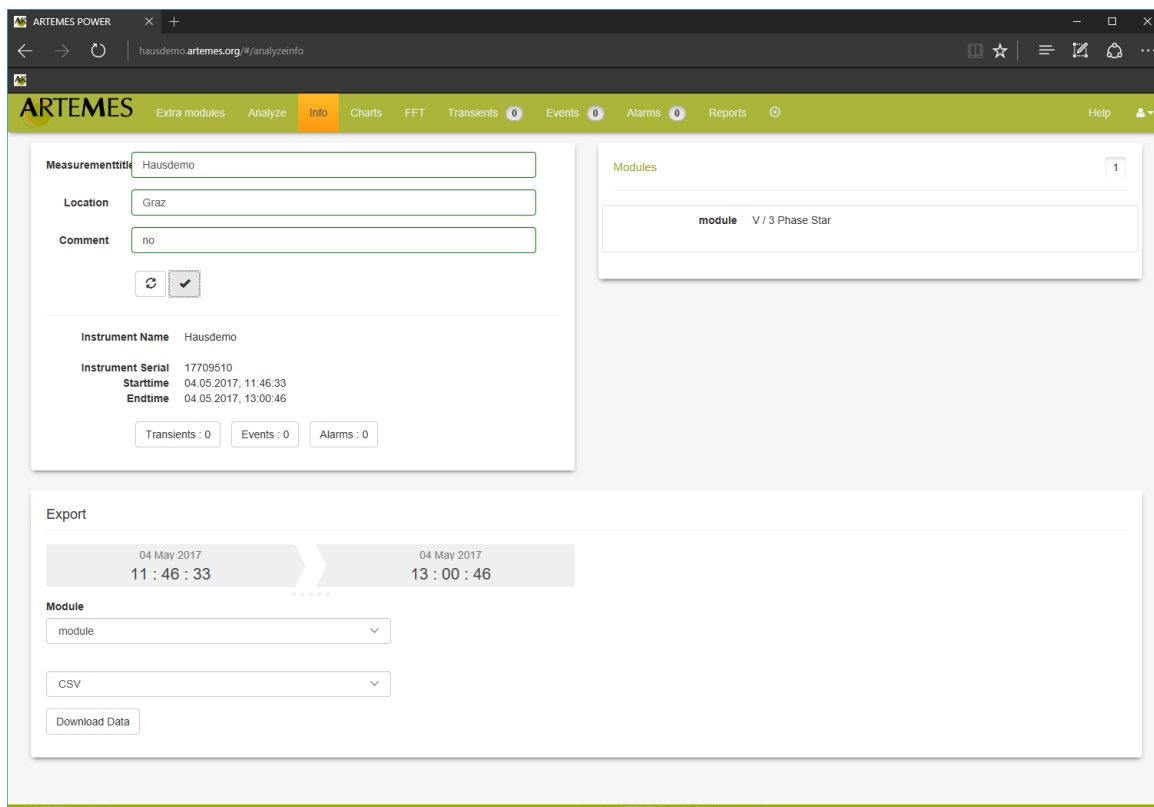 ARTEMES POWER
hausdemo.artemes.org/#/analyzeinfo
ARTEMES Extra modules Analyze Info Charts FFT Transients 0 Events 0 Alarms 0 Reports Help
Measurementtitle Hausdemo
Location Graz
Comment no
Instrument Name Hausdemo
Instrument Serial 17709510
Starttime 04.05.2017, 11:46:33
Endtime 04.05.2017, 13:00:46
Transients : 0 Events : 0 Alarms : 0
Modules 1
module V / 3 Phase Star
Export
04 May 2017 04 May 2017
11 : 46 : 33 13 : 00 : 46
Module
module
CSV
Download Data